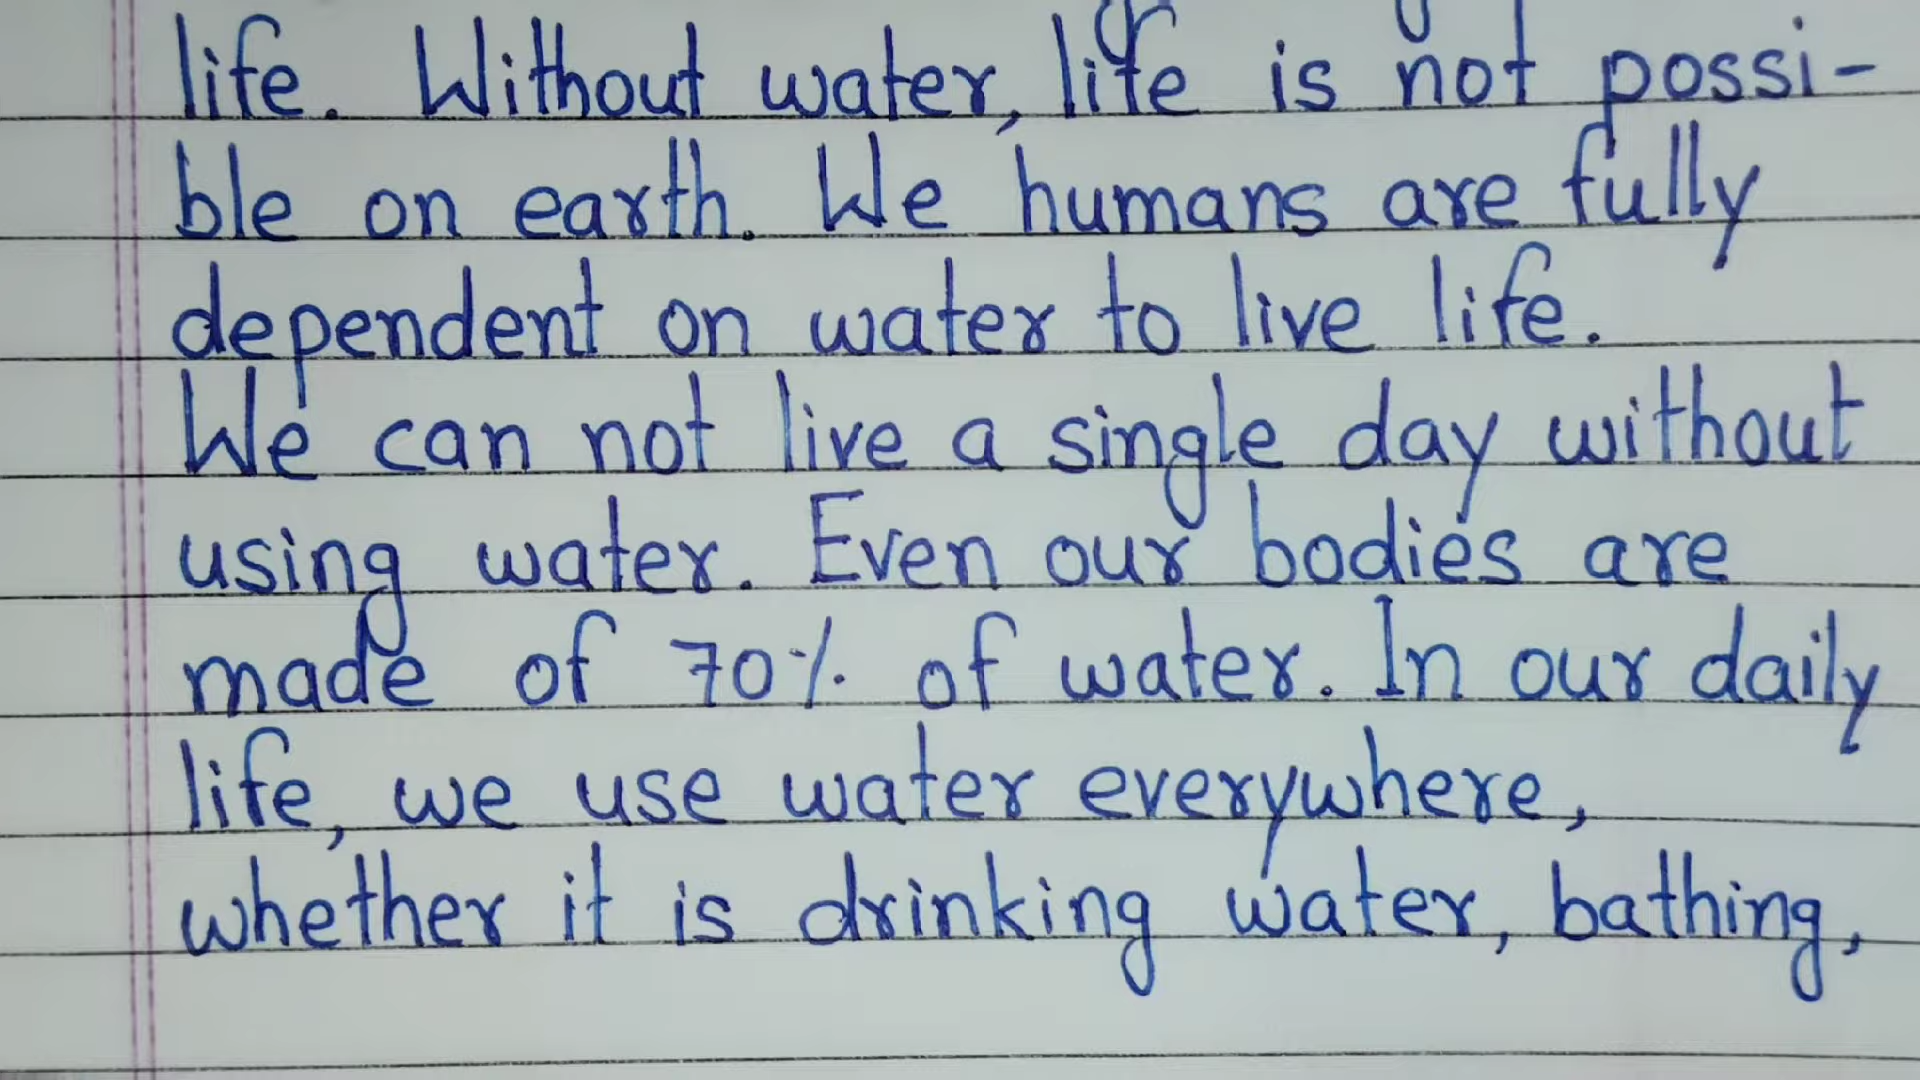 life. Without water, life is not possi-
ble on earth. We humans are fully
dependent on water to live life.
We can not live a single day without
using water. Even our bodies are
made of 70% of water. In our daily
life, we use water everywhere,
whether it is drinking water, bathing,